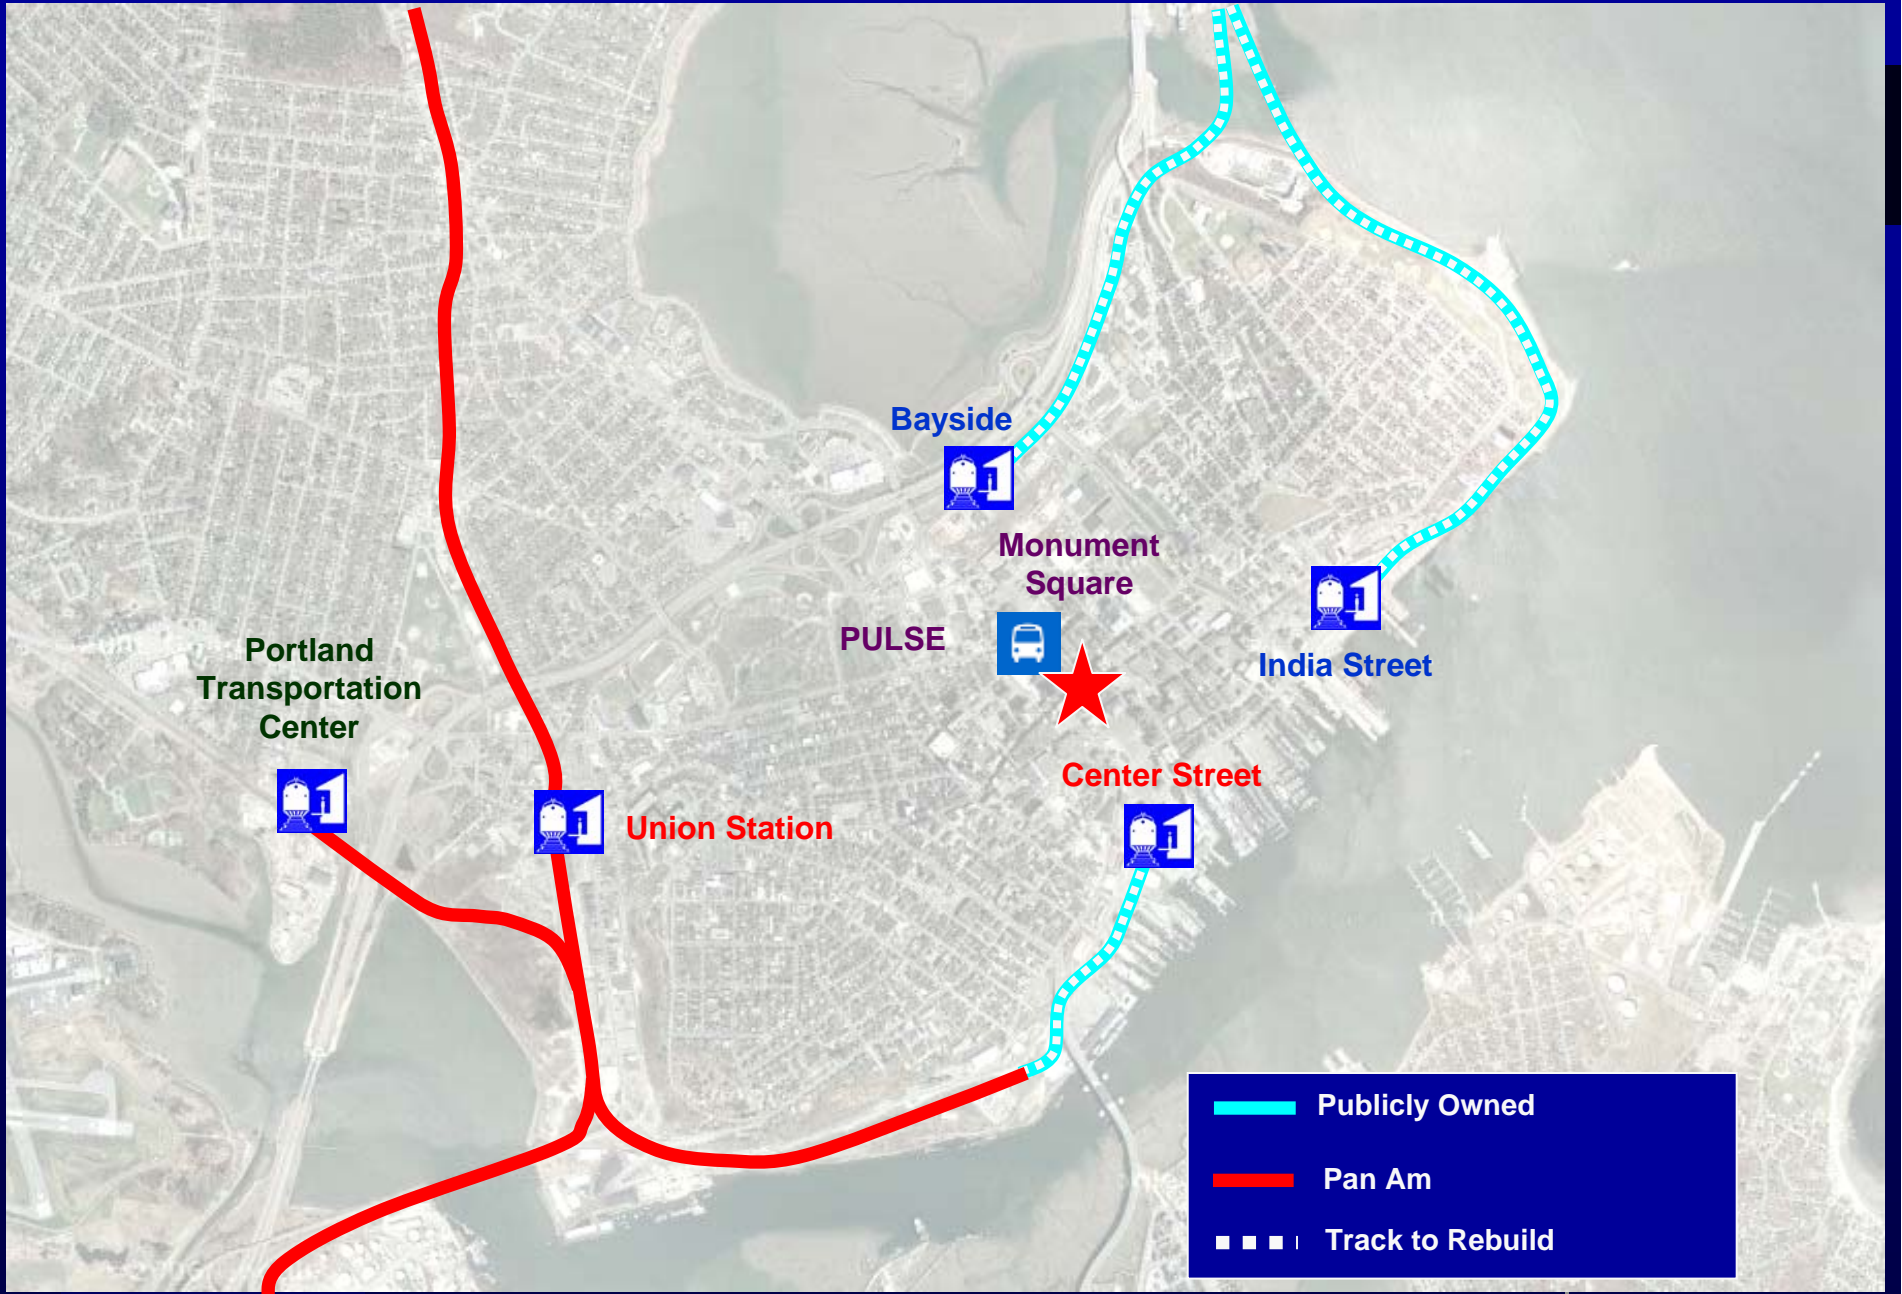 Bayside
Monument
Square
PULSE
India Street
Portland
Transportation
Center
Union Station
Center Street
Publicly Owned
Pan Am
Track to Rebuild